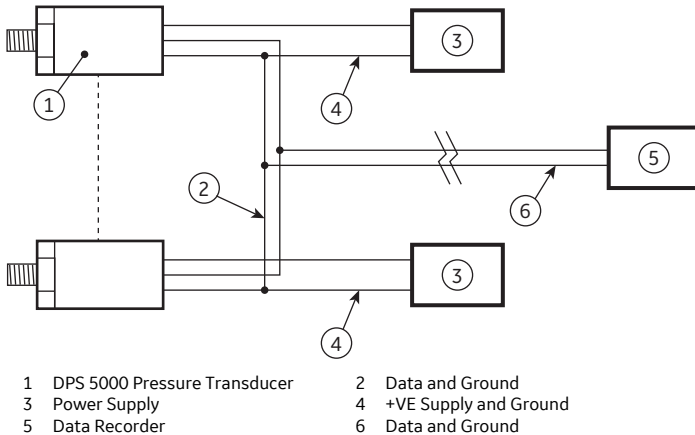 3
1
4
5
2
6
3
4
1 DPS 5000 Pressure Transducer 2 Data and Ground
3 Power Supply 4 +VE Supply and Ground
5 Data Recorder 6 Data and Ground